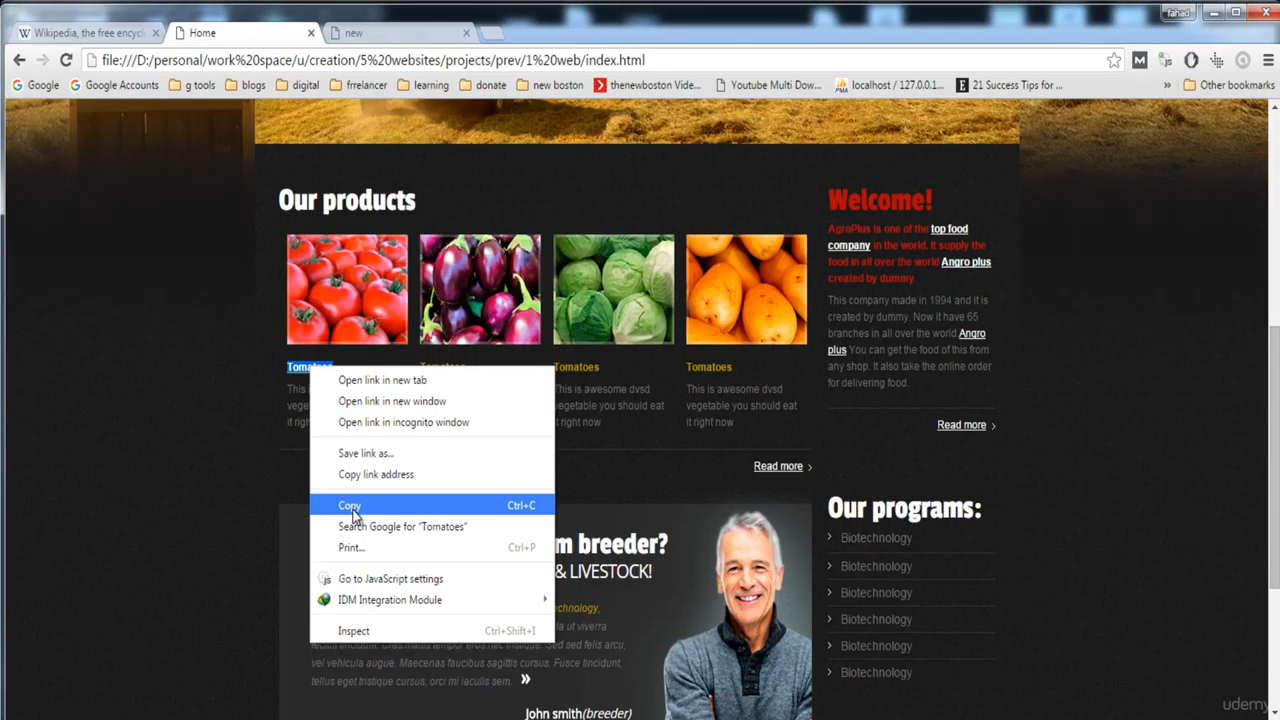 fahad
Wikipedia, the free encycl
Home
new
file:///D:/personal/work%20space/u/creation/5%20websites/projects/prev/1%20web/index.html
Google
Google Accounts
g tools
blogs
digital
frrelancer
learning
donate
new boston
thenewboston Vide...
Youtube Multi Dow...
localhost / 127.0.0.1...
21 Success Tips for ...
»
Other bookmarks
Our products
Welcome!
AgroPlus is one of the top food
company in the world. It supply the
food in all over the world Angro plus
created by dummy
This company made in 1994 and it is
created by dummy. Now it have 65
branches in all over the world Angro
plus You can get the food of this from
any shop. It also take the online order
for delivering food.
Read more
Tomatoes
Tomatoes
Tomatoes
Tomatoes
This
vege
it right now
This is awesome dvsd
vegetable you should eat
it right now
This is awesome dvsd
vegetable you should eat
it right now
Read more
Open link in new tab
Open link in new window
Open link in incognito window
Save link as...
Copy link address
Copy Ctrl+C
Search Google for "Tomatoes"
Print... Ctrl+P
Go to JavaScript settings
IDM Integration Module
Inspect Ctrl+Shift+I
m breeder?
& LIVESTOCK!
chnology,
la ut viverra
Sed sed felis arcu,
vel vehicula augue. Maecenas faucibus sagittis cursus. Fusce tincidunt,
tellus eget tristique cursus, orci mi iaculis sem. »
John smith(breeder)
Our programs:
Biotechnology
Biotechnology
Biotechnology
Biotechnology
Biotechnology
Biotechnology
udemy